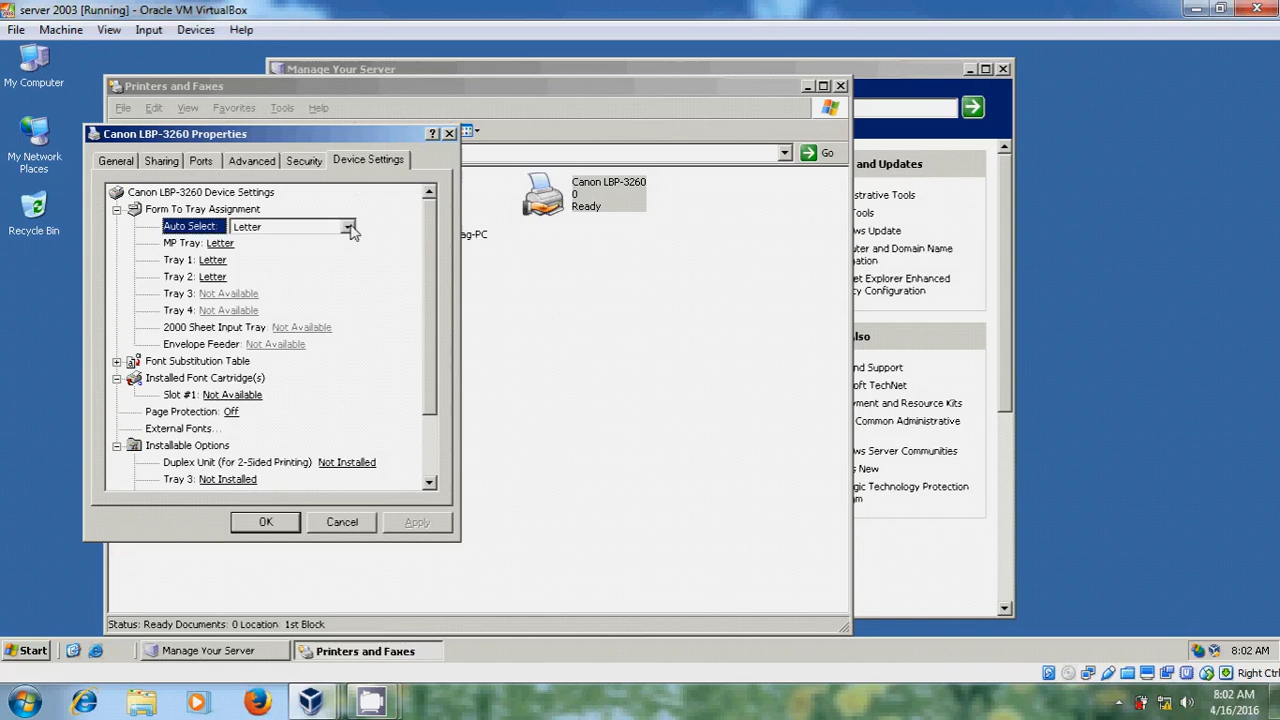 server 2003 [Running] - Oracle VM VirtualBox
File Machine View Input Devices Help
My Computer
My Network Places
Recycle Bin
Manage Your Server
Printers and Faxes
File Edit View Favorites Tools Help
Go
Canon LBP-3260
0
Ready
ag-PC
Canon LBP-3260 Properties
General Sharing Ports Advanced Security Device Settings
Canon LBP-3260 Device Settings
Form To Tray Assignment
Auto Select: Letter
MP Tray: Letter
Tray 1: Letter
Tray 2: Letter
Tray 3: Not Available
Tray 4: Not Available
2000 Sheet Input Tray: Not Available
Envelope Feeder: Not Available
Font Substitution Table
Installed Font Cartridge(s)
Slot #1: Not Available
Page Protection: Off
External Fonts...
Installable Options
Duplex Unit (for 2-Sided Printing) Not Installed
Tray 3: Not Installed
OK Cancel Apply
and Updates
strative Tools
Tools
s Update
uter and Domain Name
mation
et Explorer Enhanced
y Configuration
lso
and Support
soft TechNet
ment and Resource Kits
Common Administrative
ws Server Communities
s New
gic Technology Protection
am
Status: Ready Documents: 0 Location: 1st Block
Start Manage Your Server Printers and Faxes 8:02 AM
Right Ctrl
8:02 AM
4/16/2016